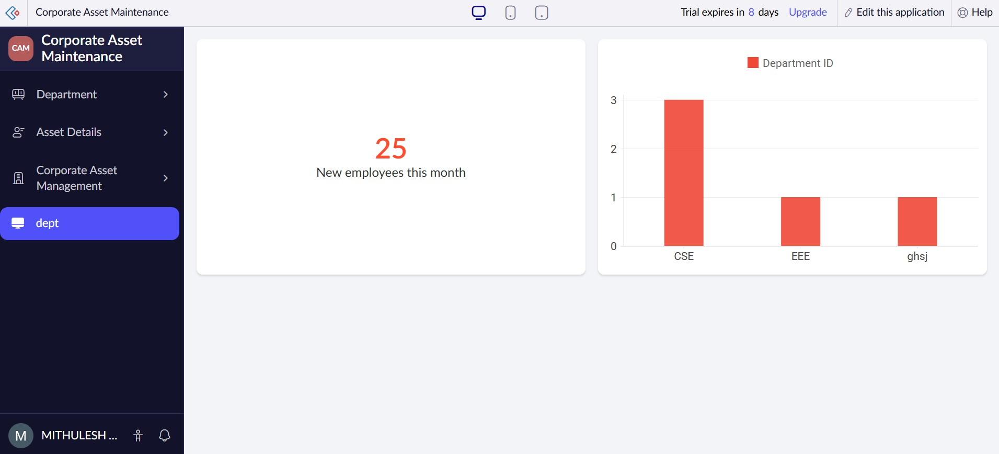 Corporate Asset Maintenance
Trial expires in 8 days Upgrade
Edit this application
Help
CAM
Corporate Asset
Maintenance
Department
Asset Details
Corporate Asset
Management
dept
MITHULESH ...
M
25
New employees this month
Department ID
3
2
1
0
CSE EEE ghsj